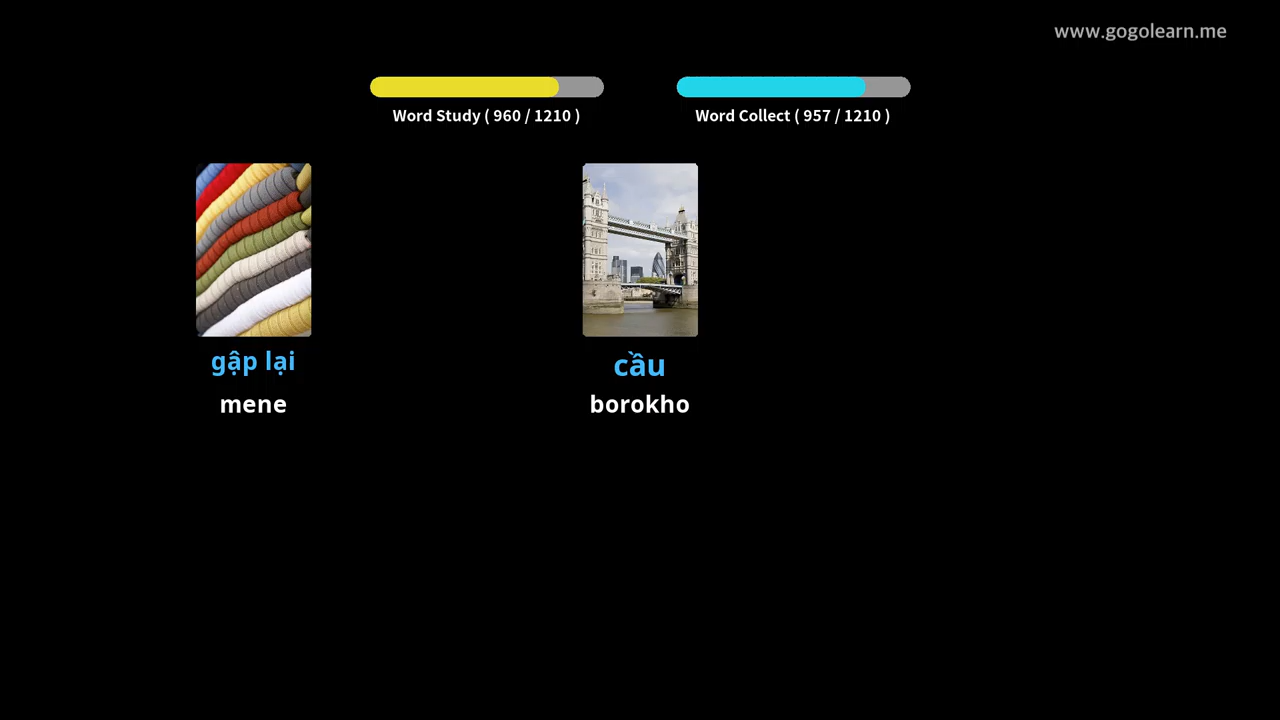 www.gogolearn.me
Word Study ( 960 / 1210 )
Word Collect ( 957 / 1210 )
gập lại
mene
cầu
borokho